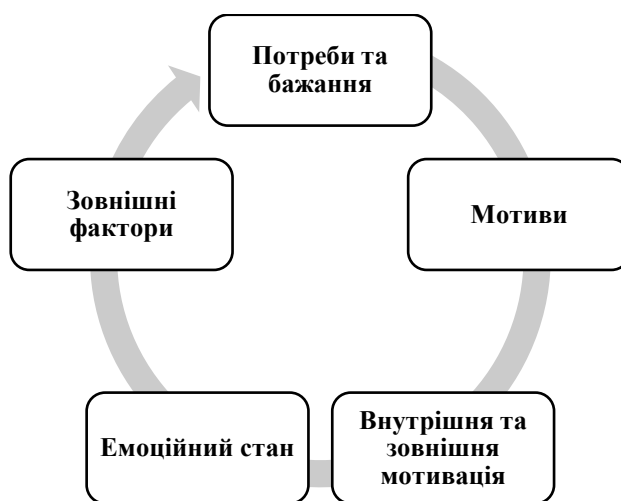 Потреби та
бажання
Мотиви
Внутрішня та
зовнішня
мотивація
Емоційний стан
Зовнішні
фактори